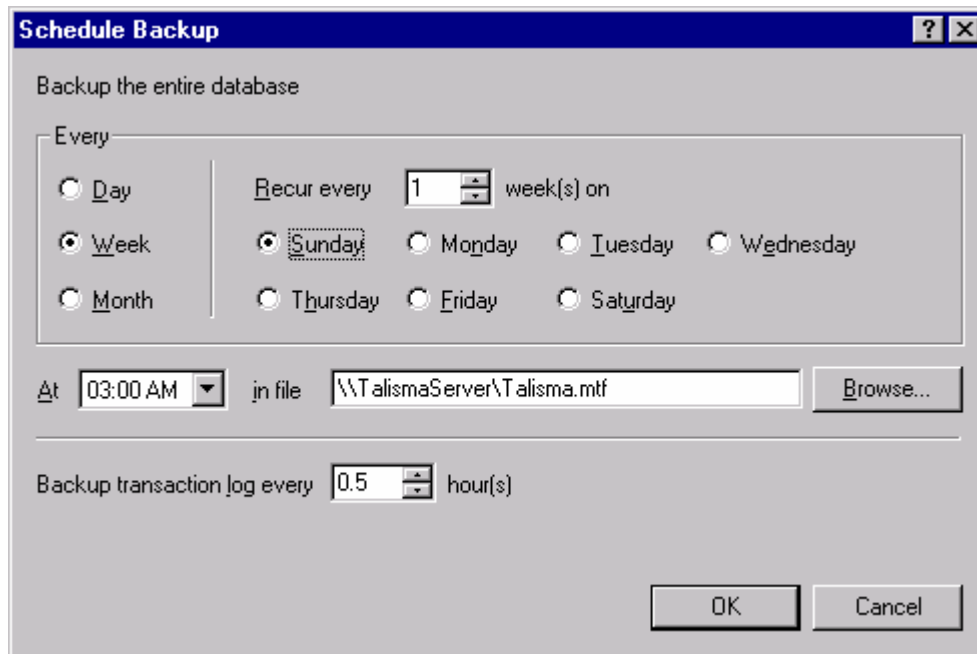 Schedule Backup
Backup the entire database
Every
Day
Recur every 1 week(s) on
Week
Sunday Monday Tuesday Wednesday
Month
Thursday Friday Saturday
At 03:00 AM in file \\TalismaServer\Talisma.mtf Browse...
Backup transaction log every 0.5 hour(s)
OK Cancel